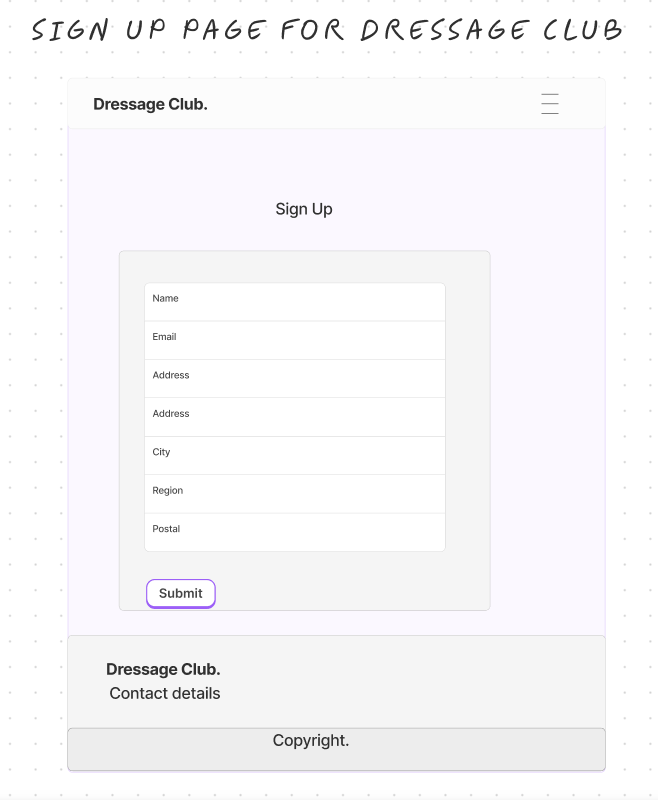 SIGN UP PAGE FOR DRESSAGE CLUB
Dressage Club.
Sign Up
Name
Email
Address
Address
City
Region
Postal
Submit
Dressage Club.
Contact details
Copyright.